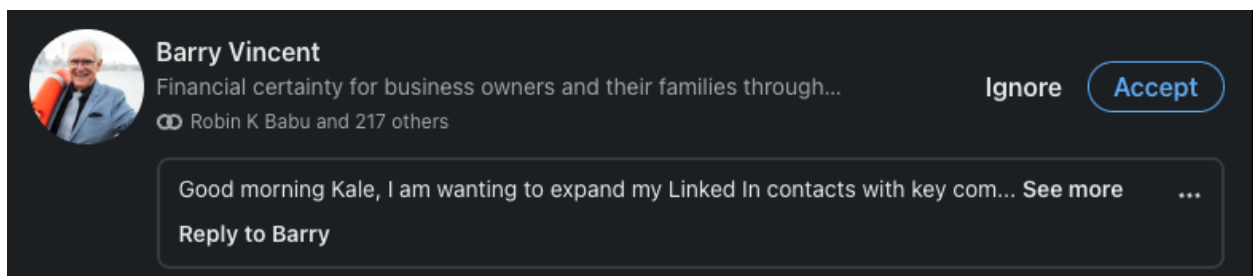 Barry Vincent
Financial certainty for business owners and their families through...
Ignore
Accept
Robin K Babu and 217 others
Good morning Kale, I am wanting to expand my Linked In contacts with key com... See more
...
Reply to Barry